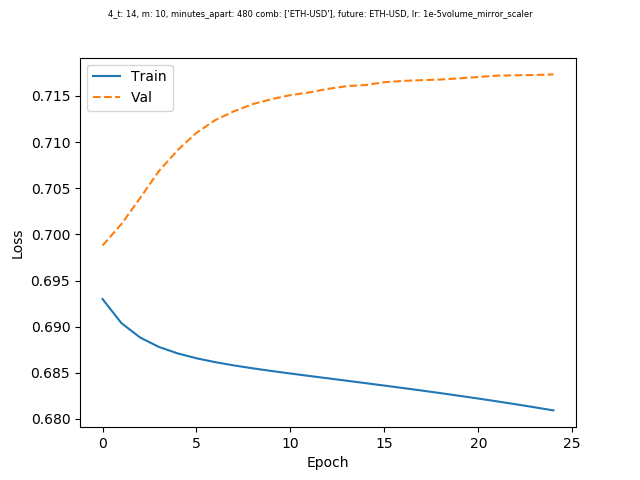 4_t: 14, m: 10, minutes_apart: 480 comb: ['ETH-USD'], future: ETH-USD, lr: 1e-5volume_mirror_scaler
Train
Val
0.715
0.710
0.705
0.700
0.695
0.690
0.685
0.680
Loss
0
5
10
15
20
25
Epoch